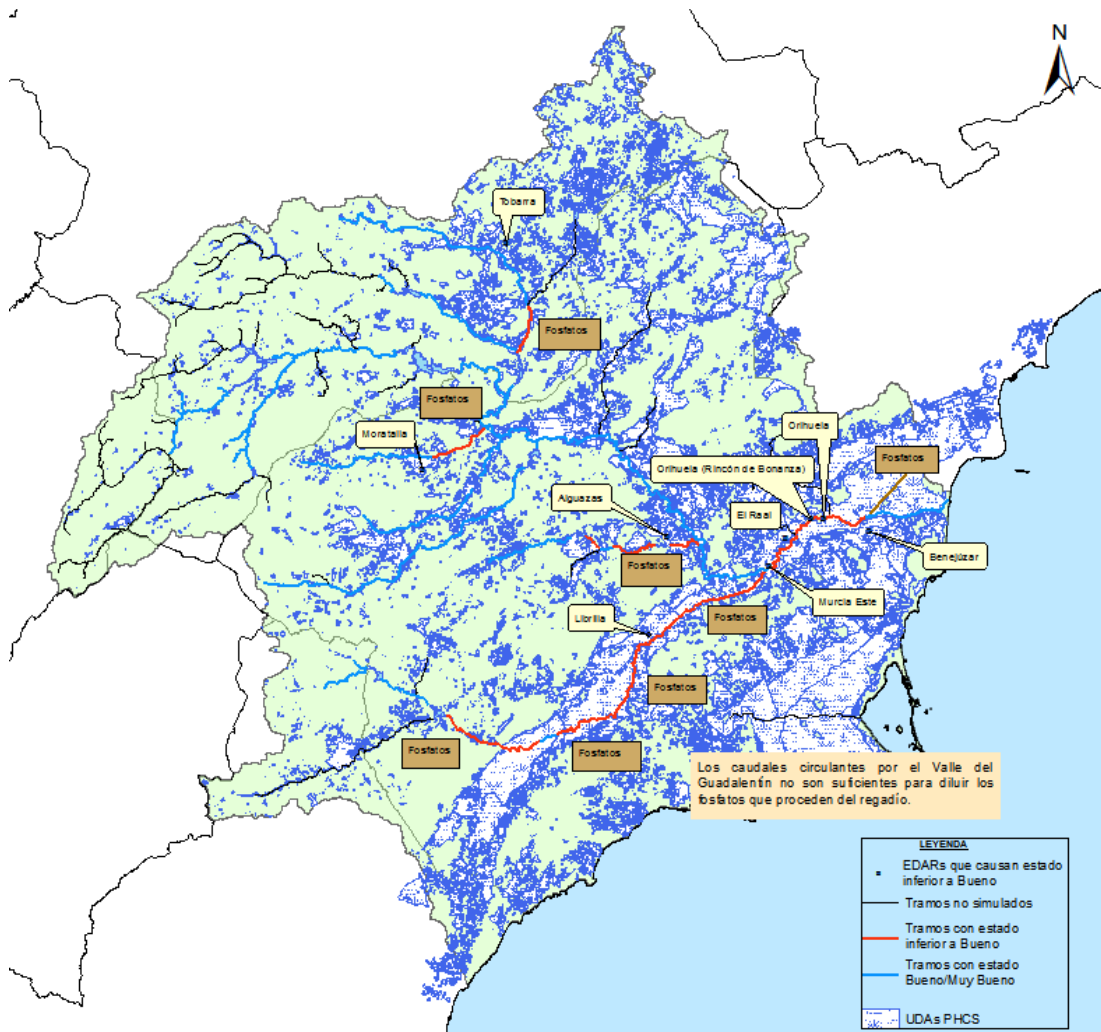 N
Tobarra
Fosfatos
Fosfatos
Moratalla
Orihuela
Fosfatos
Orihuela (Rincón de Bonanza)
Alguazas
El Raal
Benejúzar
Fosfatos
Murcia Este
Fosfatos
Librilla
Fosfatos
Fosfatos
Fosfatos
Los caudales circulantes por el Valle del
Guadalentín no son suficientes para diluir los
fosfatos que proceden del regadío.
LEYENDA
EDARs que causan estado
inferior a Bueno
Tramos no simulados
Tramos con estado
inferior a Bueno
Tramos con estado
Bueno/Muy Bueno
UDAs PHCS